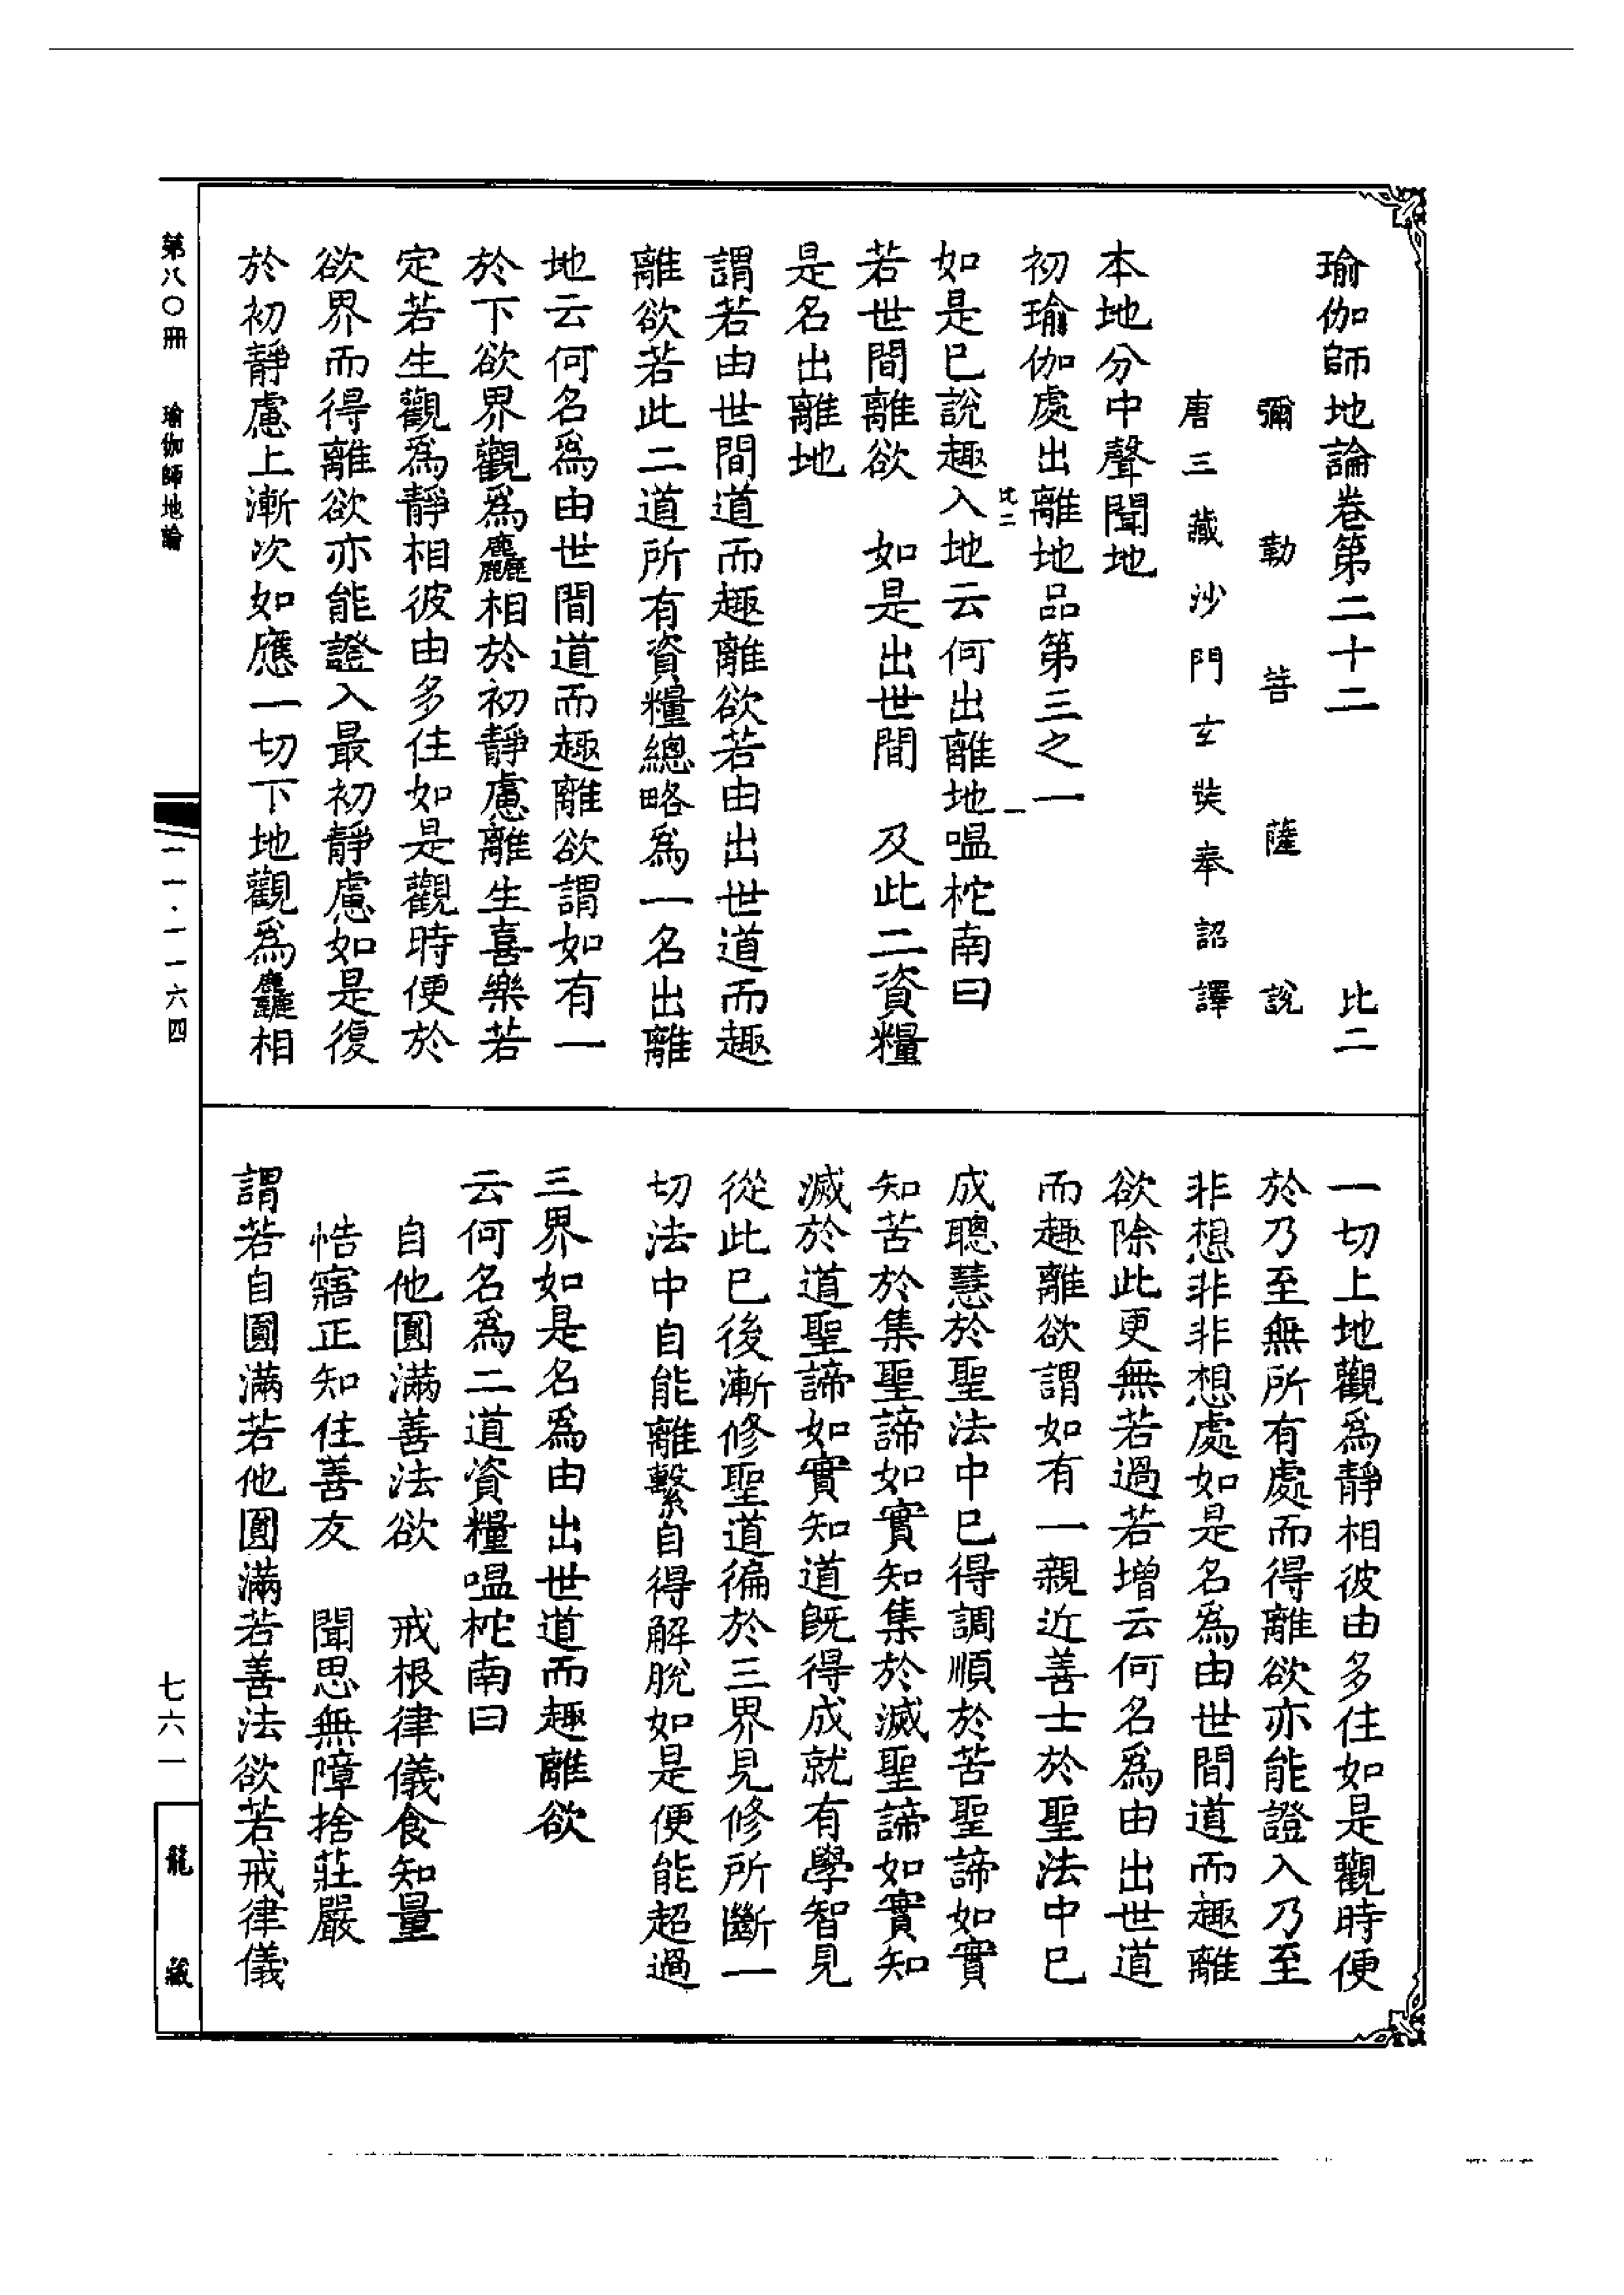 瑜伽師地論卷第二十二　比二
彌勒菩薩說
唐三藏沙門玄奘奉詔譯
本地分中聲聞地
初瑜伽處出離地品第三之一
比二　一
如是已說趣入地云何出離地嗢柁南曰
若世間離欲　如是出世間　及此二資糧
是名出離地
謂若由世間道而趣離欲若由出世道而趣
離欲若此二道所有資糧總略為一名出離
地云何名為由世間道而趣離欲謂如有一
於下欲界觀為麤相於初靜慮離生喜樂若
定若生觀為靜相彼由多住如是觀時便於
欲界而得離欲亦能證入最初靜慮如是復
於初靜慮上漸次如應一切下地觀為麤相
一切上地觀為靜相彼由多住如是觀時便
於乃至無所有處而得離欲亦能證入乃至
非想非非想處如是名為由世間道而趣離
欲除此更無若過若增云何名為由出世道
而趣離欲謂如有一親近善士於聖法中已
成聰慧於聖法中已得調順於苦聖諦如實
知苦於集聖諦如實知集於滅聖諦如實知
滅於道聖諦如實知道既得成就有學智見
從此已後漸修聖道徧於三界見修所斷一
切法中自能離繫自得解脫如是便能超過
三界如是名為由出世道而趣離欲
云何名為二道資糧嗢柁南曰
自他圓滿善法欲　戒根律儀食知量
悎寤正知住善友　聞思無障捨莊嚴
謂若自圓滿若他圓滿若善法欲若戒律儀
第八〇冊　瑜伽師地論
一一·一一六四
七六一
龍藏